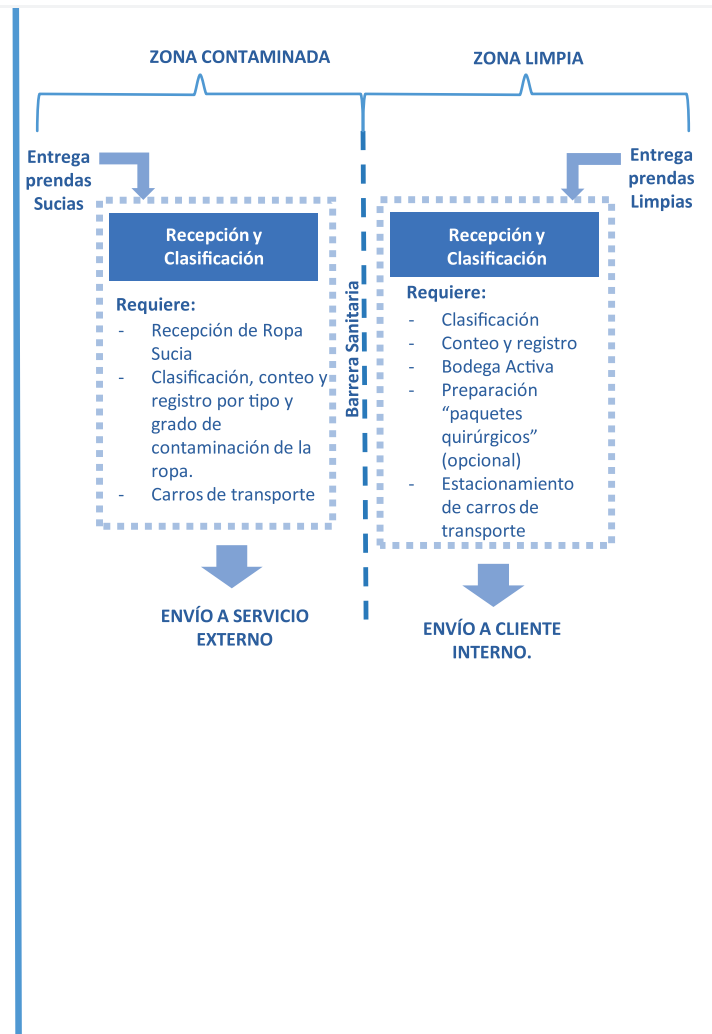 ZONA CONTAMINADA
ZONA LIMPIA
Entrega
prendas
Sucias
Recepción y
Clasificación
Requiere:
- Recepción de Ropa
Sucia
- Clasificación, conteo y
registro por tipo y
grado de
contaminación de la
ropa.
- Carros de transporte
ENVÍO A SERVICIO
EXTERNO
Barrera Sanitaria
Entrega
prendas
Limpias
Recepción y
Clasificación
Requiere:
- Clasificación
- Conteo y registro
- Bodega Activa
- Preparación
“paquetes
quirúrgicos”
(opcional)
- Estacionamiento
de carros de
transporte
ENVÍO A CLIENTE
INTERNO.